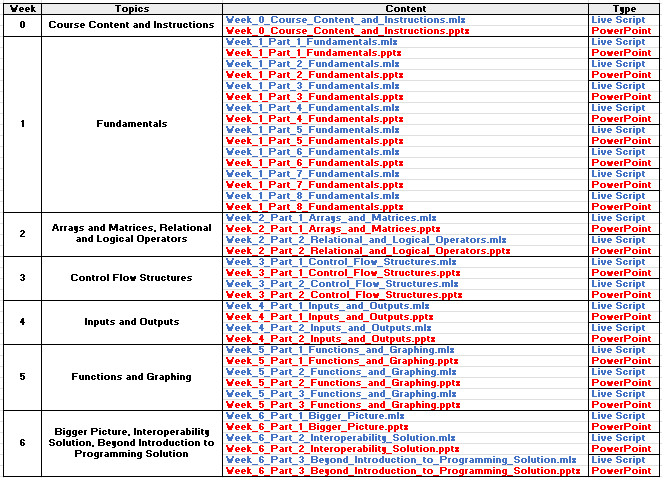 Week Topics Content Type
0 Course Content and Instructions
Week_0_Course_Content_and_Instructions.mlx Live Script
Week_0_Course_Content_and_Instructions.pptx PowerPoint
1 Fundamentals
Week_1_Part_1_Fundamentals.mlx Live Script
Week_1_Part_1_Fundamentals.pptx PowerPoint
Week_1_Part_2_Fundamentals.mlx Live Script
Week_1_Part_2_Fundamentals.pptx PowerPoint
Week_1_Part_3_Fundamentals.mlx Live Script
Week_1_Part_3_Fundamentals.pptx PowerPoint
Week_1_Part_4_Fundamentals.mlx Live Script
Week_1_Part_4_Fundamentals.pptx PowerPoint
Week_1_Part_5_Fundamentals.mlx Live Script
Week_1_Part_5_Fundamentals.pptx PowerPoint
Week_1_Part_6_Fundamentals.mlx Live Script
Week_1_Part_6_Fundamentals.pptx PowerPoint
Week_1_Part_7_Fundamentals.mlx Live Script
Week_1_Part_7_Fundamentals.pptx PowerPoint
Week_1_Part_8_Fundamentals.mlx Live Script
Week_1_Part_8_Fundamentals.pptx PowerPoint
2 Arrays and Matrices, Relational
and Logical Operators
Week_2_Part_1_Arrays_and_Matrices.mlx Live Script
Week_2_Part_1_Arrays_and_Matrices.pptx PowerPoint
Week_2_Part_2_Relational_and_Logical_Operators.mlx Live Script
Week_2_Part_2_Relational_and_Logical_Operators.pptx PowerPoint
3 Control Flow Structures
Week_3_Part_1_Control_Flow_Structures.mlx Live Script
Week_3_Part_1_Control_Flow_Structures.pptx PowerPoint
Week_3_Part_2_Control_Flow_Structures.mlx Live Script
Week_3_Part_2_Control_Flow_Structures.pptx PowerPoint
4 Inputs and Outputs
Week_4_Part_1_Inputs_and_Outputs.mlx Live Script
Week_4_Part_1_Inputs_and_Outputs.pptx PowerPoint
Week_4_Part_2_Inputs_and_Outputs.mlx Live Script
Week_4_Part_2_Inputs_and_Outputs.pptx PowerPoint
5 Functions and Graphing
Week_5_Part_1_Functions_and_Graphing.mlx Live Script
Week_5_Part_1_Functions_and_Graphing.pptx PowerPoint
Week_5_Part_2_Functions_and_Graphing.mlx Live Script
Week_5_Part_2_Functions_and_Graphing.pptx PowerPoint
Week_5_Part_3_Functions_and_Graphing.mlx Live Script
Week_5_Part_3_Functions_and_Graphing.pptx PowerPoint
6 Bigger Picture, Interoperability
Solution, Beyond Introduction to
Programming Solution
Week_6_Part_1_Bigger_Picture.mlx Live Script
Week_6_Part_1_Bigger_Picture.pptx PowerPoint
Week_6_Part_2_Interoperability_Solution.mlx Live Script
Week_6_Part_2_Interoperability_Solution.pptx PowerPoint
Week_6_Part_3_Beyond_Introduction_to_Programming_Solution.mlx Live Script
Week_6_Part_3_Beyond_Introduction_to_Programming_Solution.pptx PowerPoint